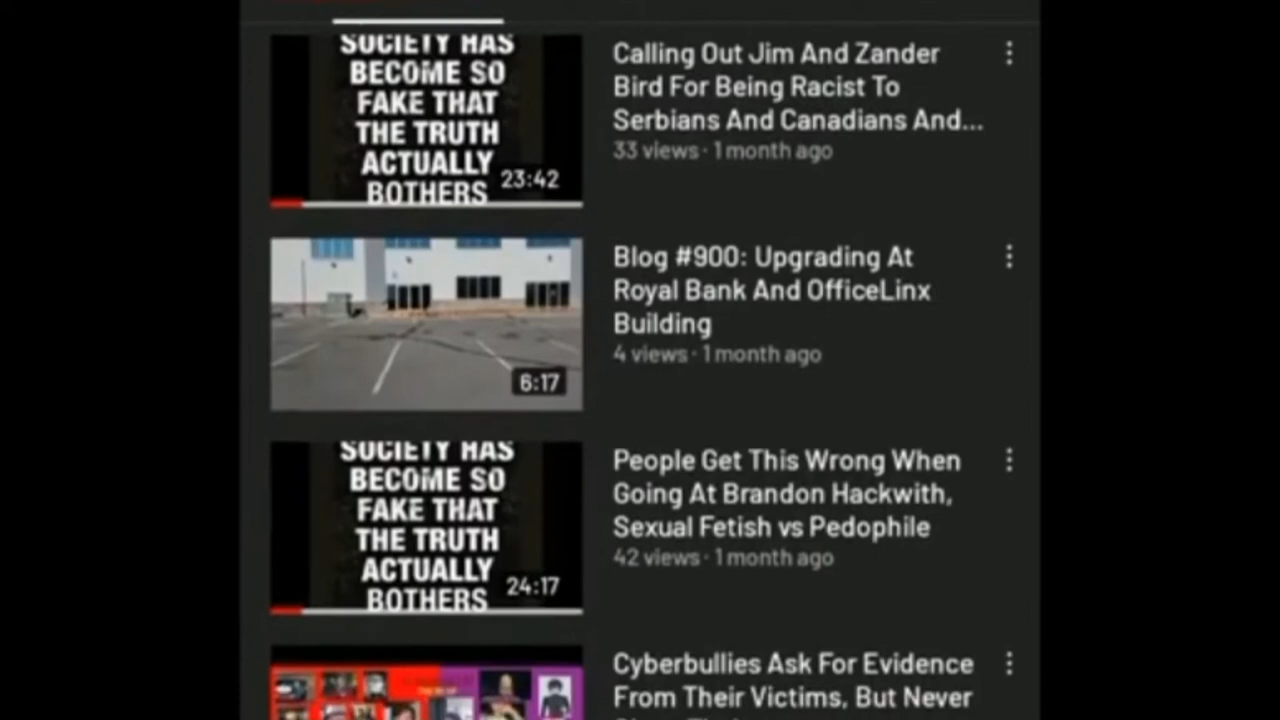 SOCIETY HAS
BECOME SO
FAKE THAT
THE TRUTH
ACTUALLY
BOTHERS
23:42
Calling Out Jim And Zander
Bird For Being Racist To
Serbians And Canadians And...
33 views · 1 month ago
6:17
Blog #900: Upgrading At
Royal Bank And OfficeLinx
Building
4 views · 1 month ago
SOCIETY HAS
BECOME SO
FAKE THAT
THE TRUTH
ACTUALLY
BOTHERS
24:17
People Get This Wrong When
Going At Brandon Hackwith,
Sexual Fetish vs Pedophile
42 views · 1 month ago
Cyberbullies Ask For Evidence
From Their Victims, But Never